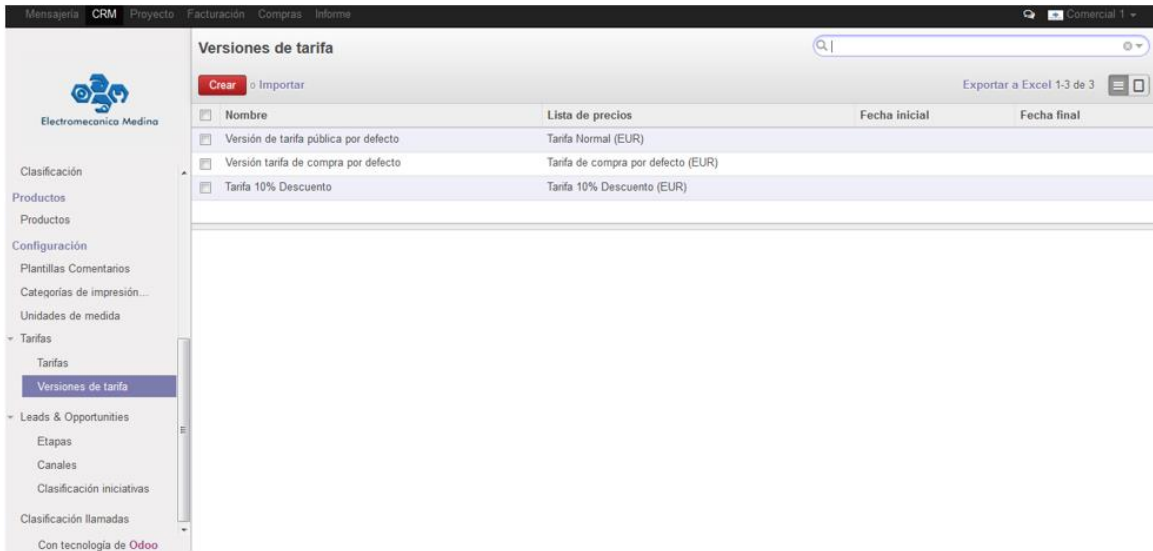 Mensajería CRM Proyecto Facturación Compras Informe Comercial 1
Electromecanica Medina
Versiones de tarifa
Crear o Importar
Exportar a Excel 1-3 de 3
Nombre Lista de precios Fecha inicial Fecha final
Versión de tarifa pública por defecto Tarifa Normal (EUR)
Versión tarifa de compra por defecto Tarifa de compra por defecto (EUR)
Tarifa 10% Descuento Tarifa 10% Descuento (EUR)
Clasificación
Productos
Productos
Configuración
Plantillas Comentarios
Categorías de impresión...
Unidades de medida
Tarifas
Tarifas
Versiones de tarifa
Leads & Opportunities
Etapas
Canales
Clasificación iniciativas
Clasificación llamadas
Con tecnología de Odoo